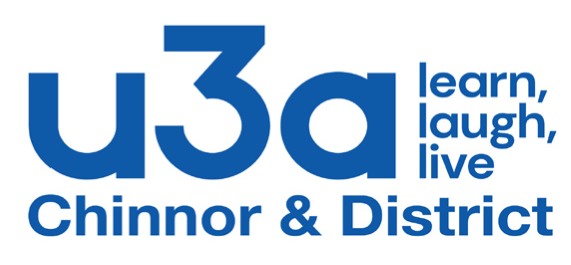 u3a
learn,
laugh,
live
Chinnor & District